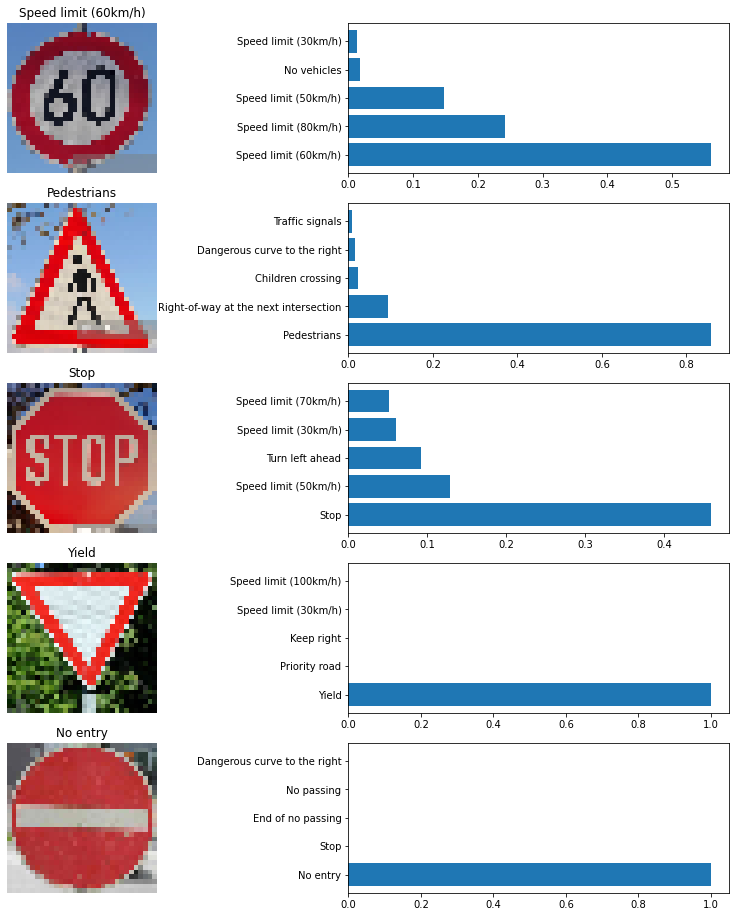 Speed limit (60km/h)
60
Speed limit (30km/h)
No vehicles
Speed limit (50km/h)
Speed limit (80km/h)
Speed limit (60km/h)
0.0 0.1 0.2 0.3 0.4 0.5
Pedestrians
Traffic signals
Dangerous curve to the right
Children crossing
Right-of-way at the next intersection
Pedestrians
0.0 0.2 0.4 0.6 0.8
Stop
STOP
Speed limit (70km/h)
Speed limit (30km/h)
Turn left ahead
Speed limit (50km/h)
Stop
0.0 0.1 0.2 0.3 0.4
Yield
Speed limit (100km/h)
Speed limit (30km/h)
Keep right
Priority road
Yield
0.0 0.2 0.4 0.6 0.8 1.0
No entry
Dangerous curve to the right
No passing
End of no passing
Stop
No entry
0.0 0.2 0.4 0.6 0.8 1.0